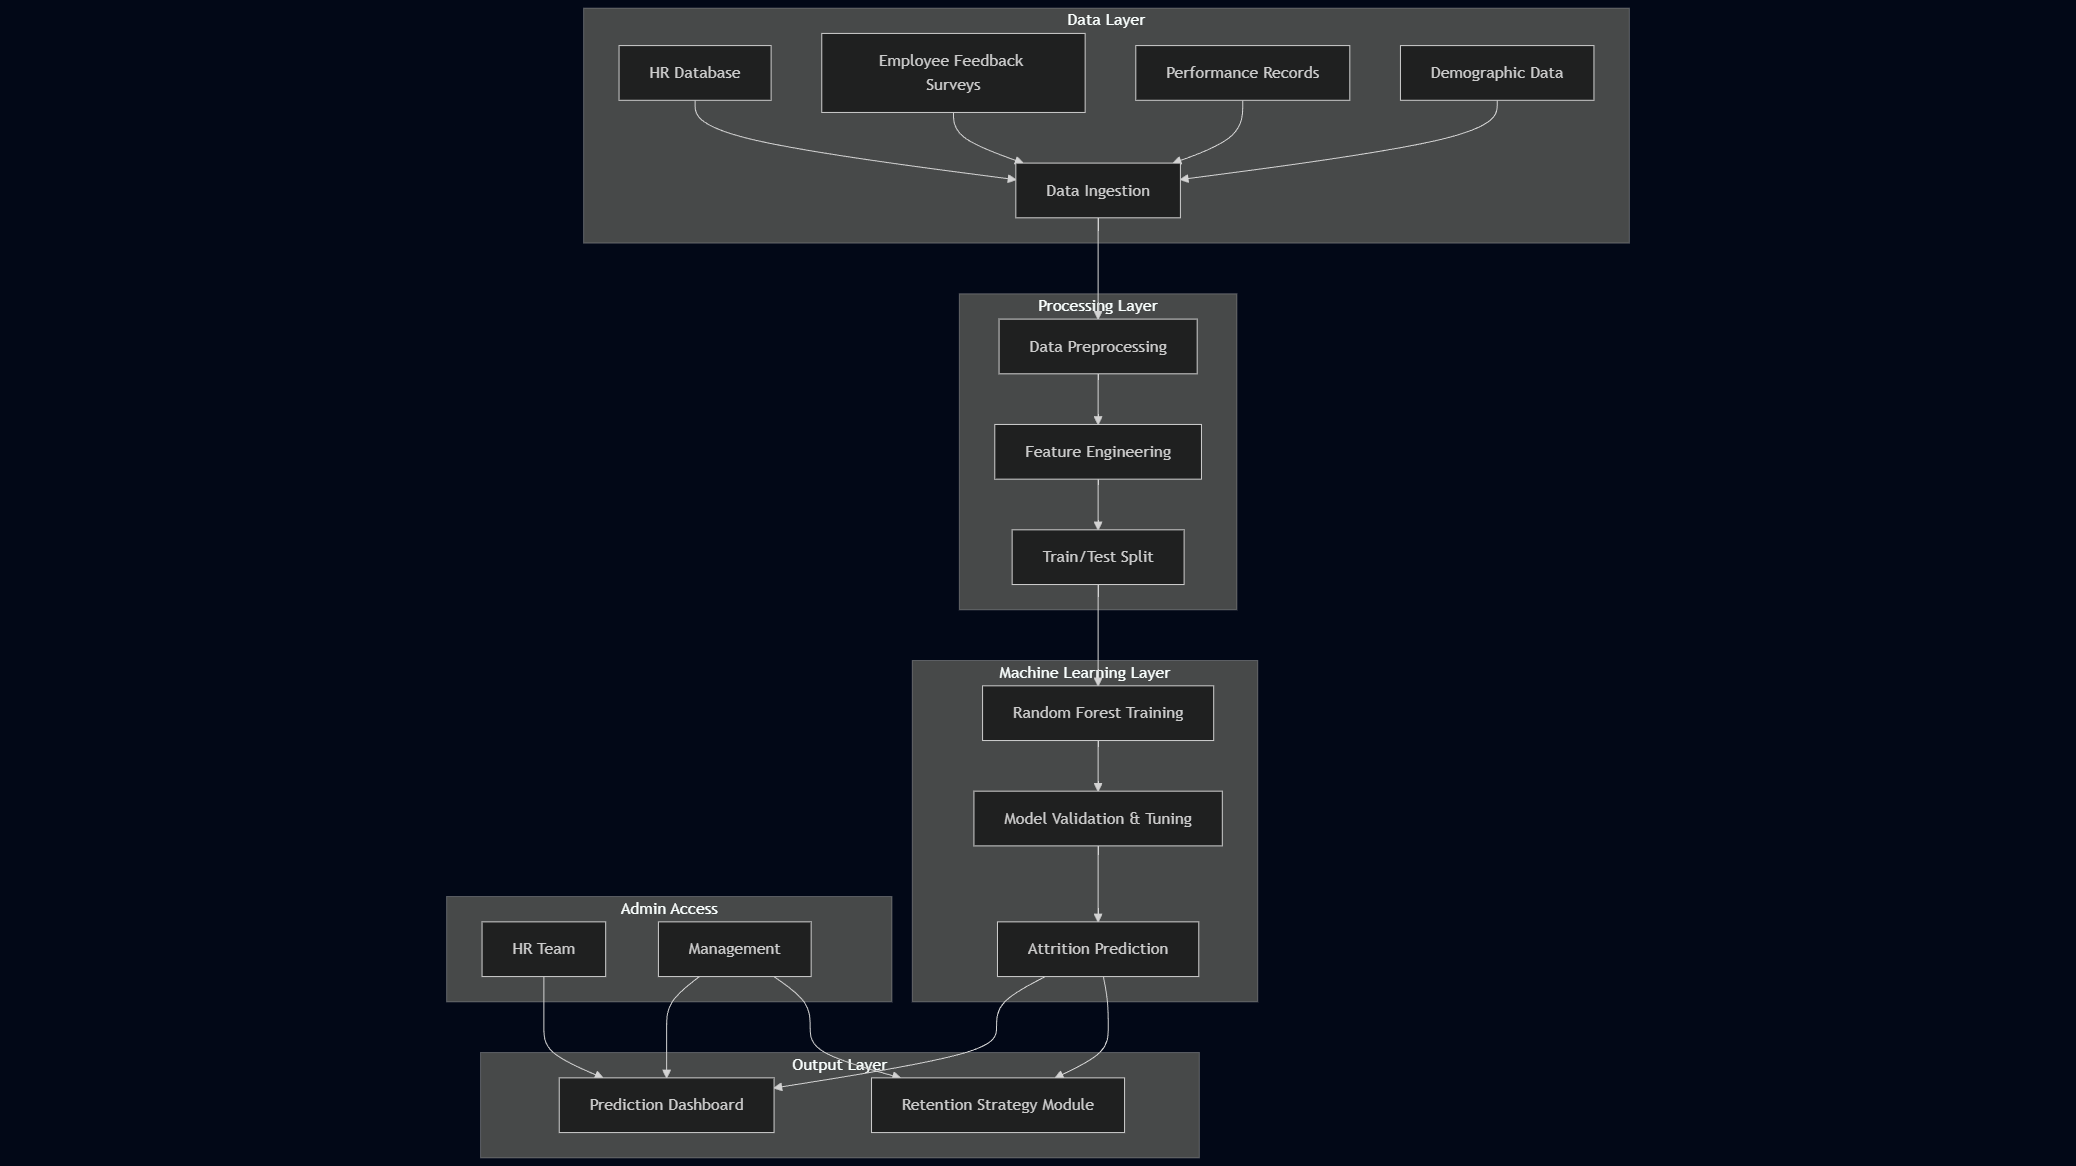 Data Layer
HR Database
Employee Feedback
Surveys
Performance Records
Demographic Data
Data Ingestion
Processing Layer
Data Preprocessing
Feature Engineering
Train/Test Split
Machine Learning Layer
Random Forest Training
Model Validation & Tuning
Admin Access
HR Team
Management
Attrition Prediction
Output Layer
Prediction Dashboard
Retention Strategy Module